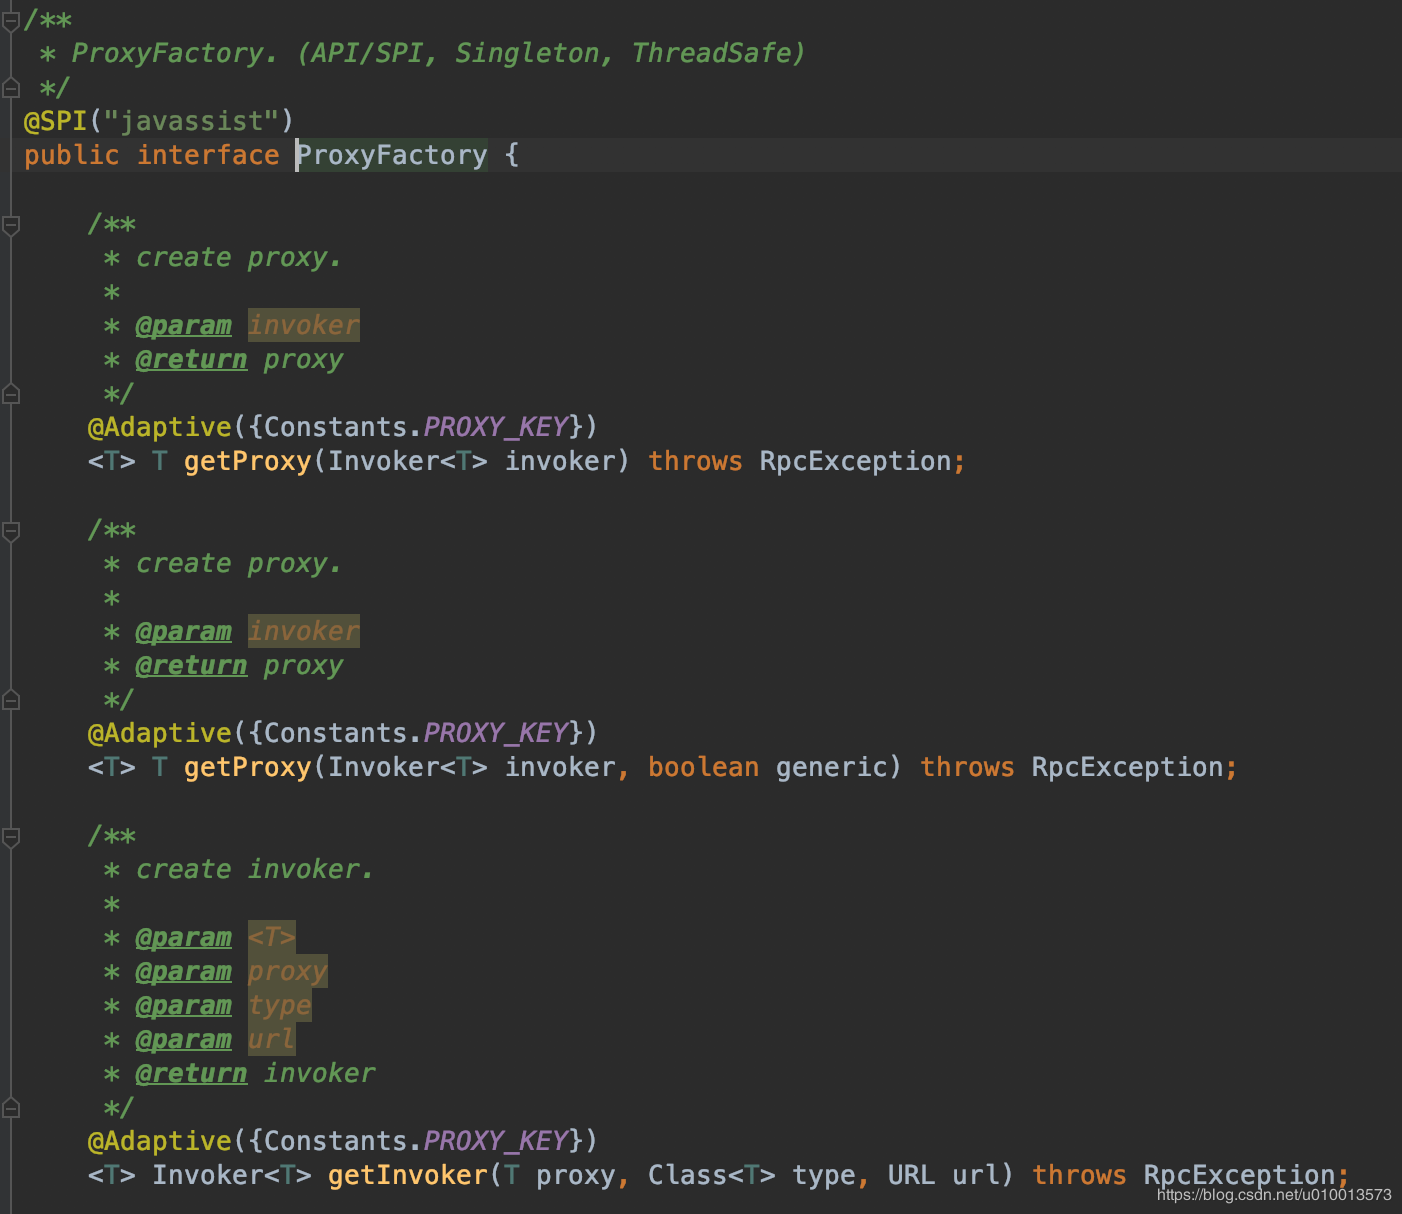 /**
 * ProxyFactory. (API/SPI, Singleton, ThreadSafe)
 */
@SPI("javassist")
public interface ProxyFactory {
    /**
     * create proxy.
     *
     * @param invoker
     * @return proxy
     */
    @Adaptive({Constants.PROXY_KEY})
    <T> T getProxy(Invoker<T> invoker) throws RpcException;
    /**
     * create proxy.
     *
     * @param invoker
     * @return proxy
     */
    @Adaptive({Constants.PROXY_KEY})
    <T> T getProxy(Invoker<T> invoker, boolean generic) throws RpcException;
    /**
     * create invoker.
     *
     * @param <T>
     * @param proxy
     * @param type
     * @param url
     * @return invoker
     */
    @Adaptive({Constants.PROXY_KEY})
    <T> Invoker<T> getInvoker(T proxy, Class<T> type, URL url) throws RpcException;
https://blog.csdn.net/u010013573